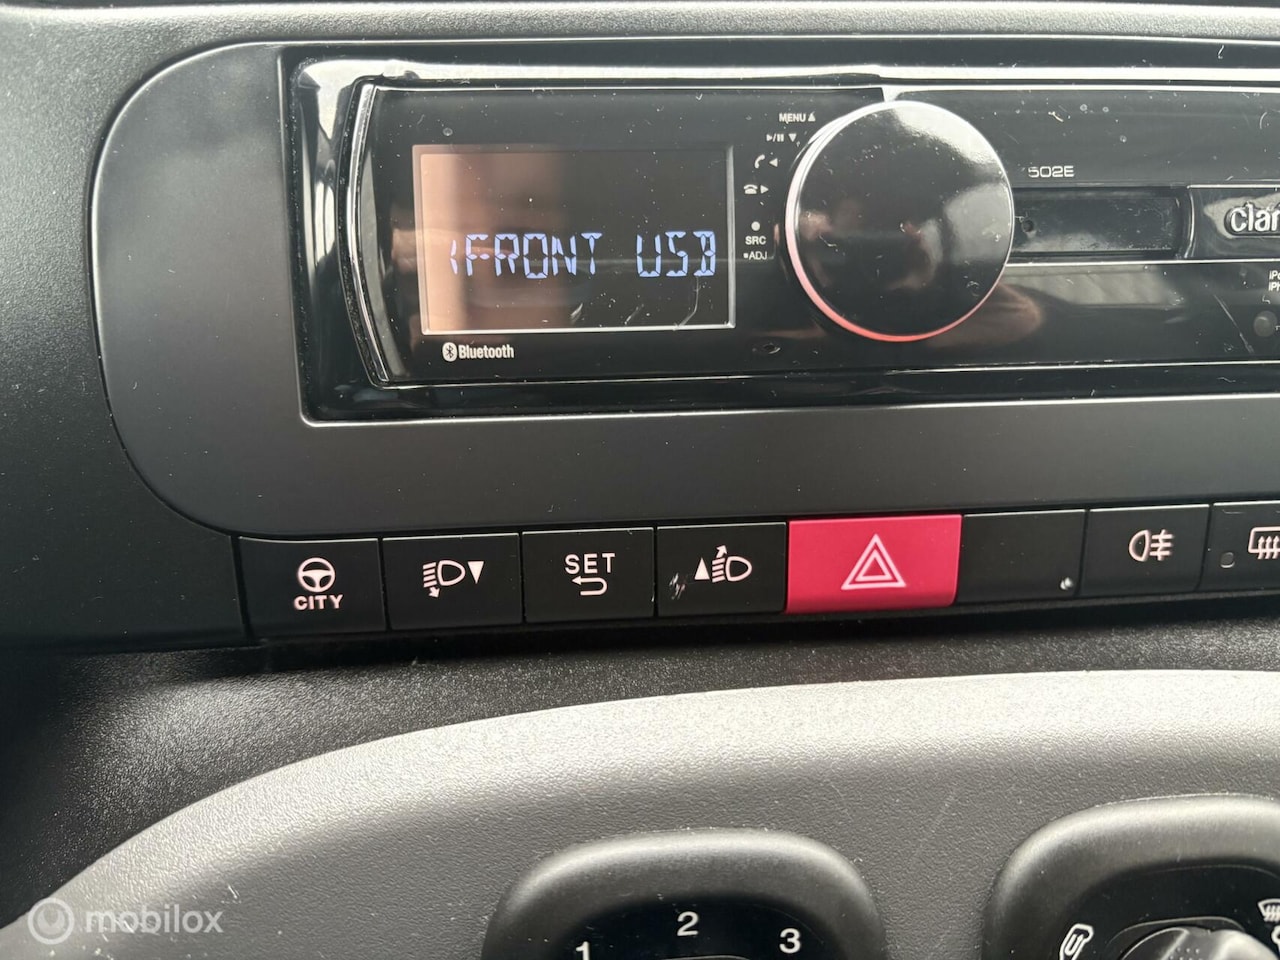 MENU
502E
FRONT USB
SRC
ADJ
Bluetooth
CITY
SET
2
1
3
mobilox